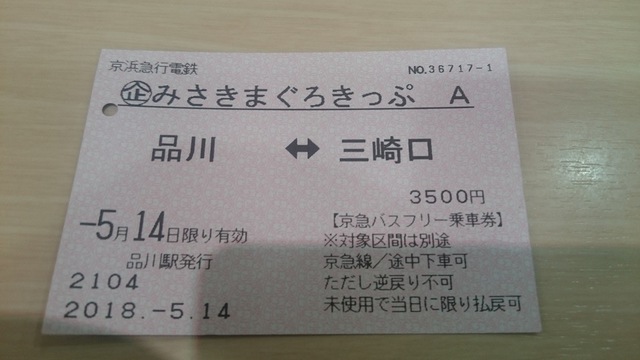 京浜急行電鉄
NO.36717-1
㊭みさきまぐろきっぷ A
品川 ↔ 三崎口
3500円
-5月14日限り有効
【京急バスフリー乗車券】
※対象区間は別途
品川駅発行
京急線/途中下車可
2104
ただし逆戻り不可
2018.-5.14
未使用で当日に限り払戻可